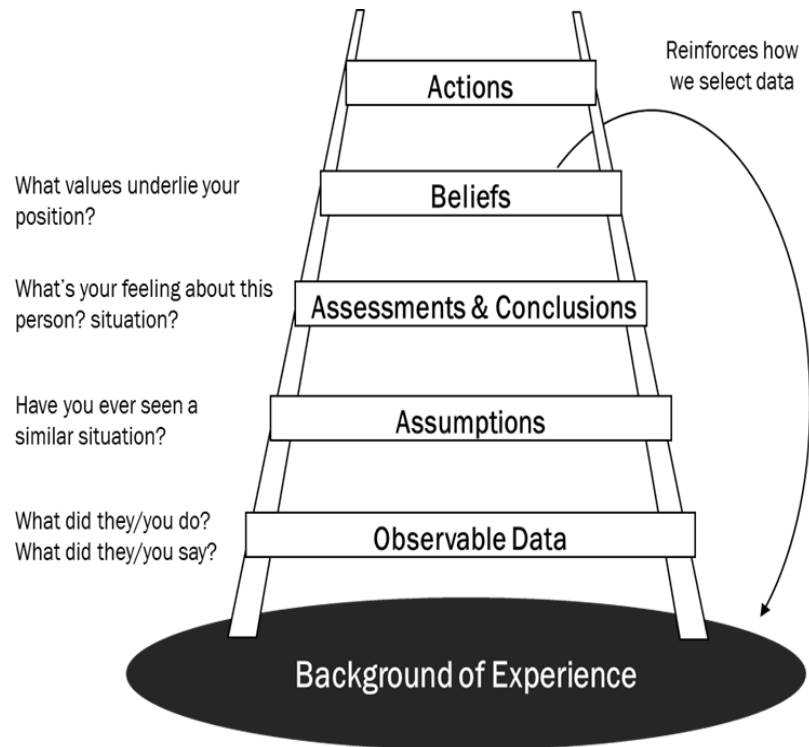 Reinforces how
we select data
Actions
What values underlie your
position?
Beliefs
What's your feeling about this
person? situation?
Assessments & Conclusions
Have you ever seen a
similar situation?
Assumptions
What did they/you do?
What did they/you say?
Observable Data
Background of Experience